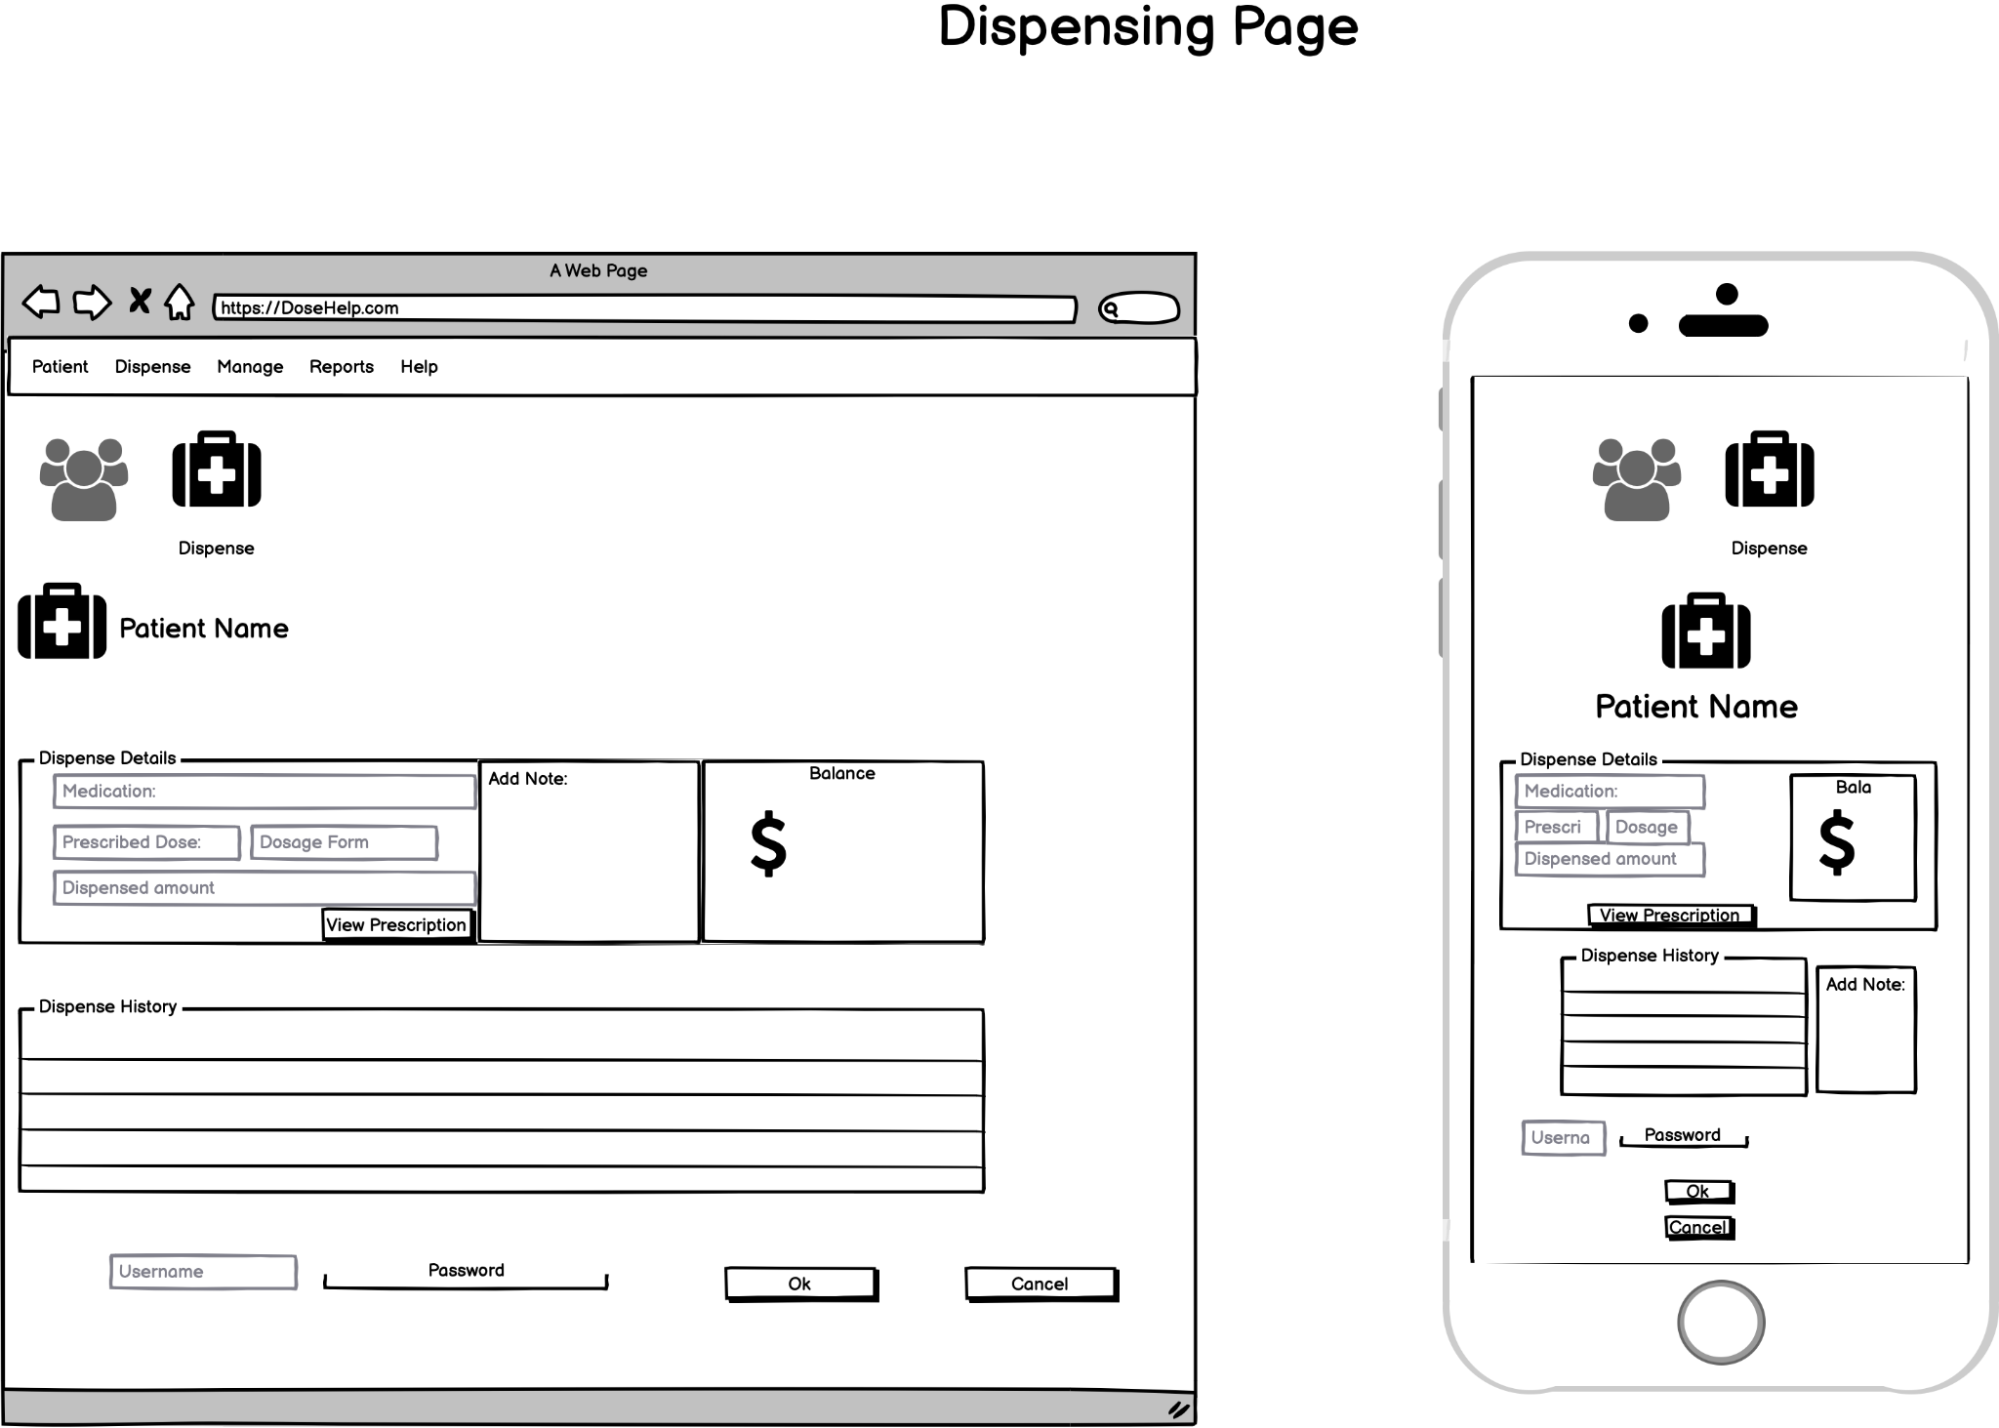 Dispensing Page
A Web Page
https://DoseHelp.com
Patient Dispense Manage Reports Help
Dispense
Patient Name
Dispense Details
Medication:
Prescribed Dose: Dosage Form
Dispensed amount
View Prescription
Add Note:
Balance
$
Dispense History
Username Password Ok Cancel
Dispense
Patient Name
Dispense Details
Medication:
Prescri Dosage
Dispensed amount
Bala
$
View Prescription
Dispense History
Add Note:
Userna Password
Ok
Cancel